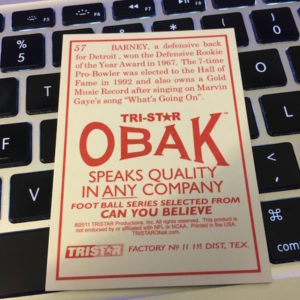 57
BARNEY, a defensive back
for Detroit , won the Defensive Rookie
of the Year Award in 1967. The 7-time
Pro-Bowler was elected to the Hall of
Fame in 1992 and also owns a Gold
Music Record after singing on Marvin
Gaye's song "What's Going On".
TRI-STAR
OBAK™
SPEAKS QUALITY
IN ANY COMPANY
FOOTBALL SERIES SELECTED FROM
CAN YOU BELIEVE
©2011 TRISTAR Productions, Inc. All rights reserved. This product is
not endorsed by or affiliated with NFL or NCAA. Printed in the USA.
TRISTARObak.com.
TRISTAR FACTORY Nº 11 DIST, TEX.